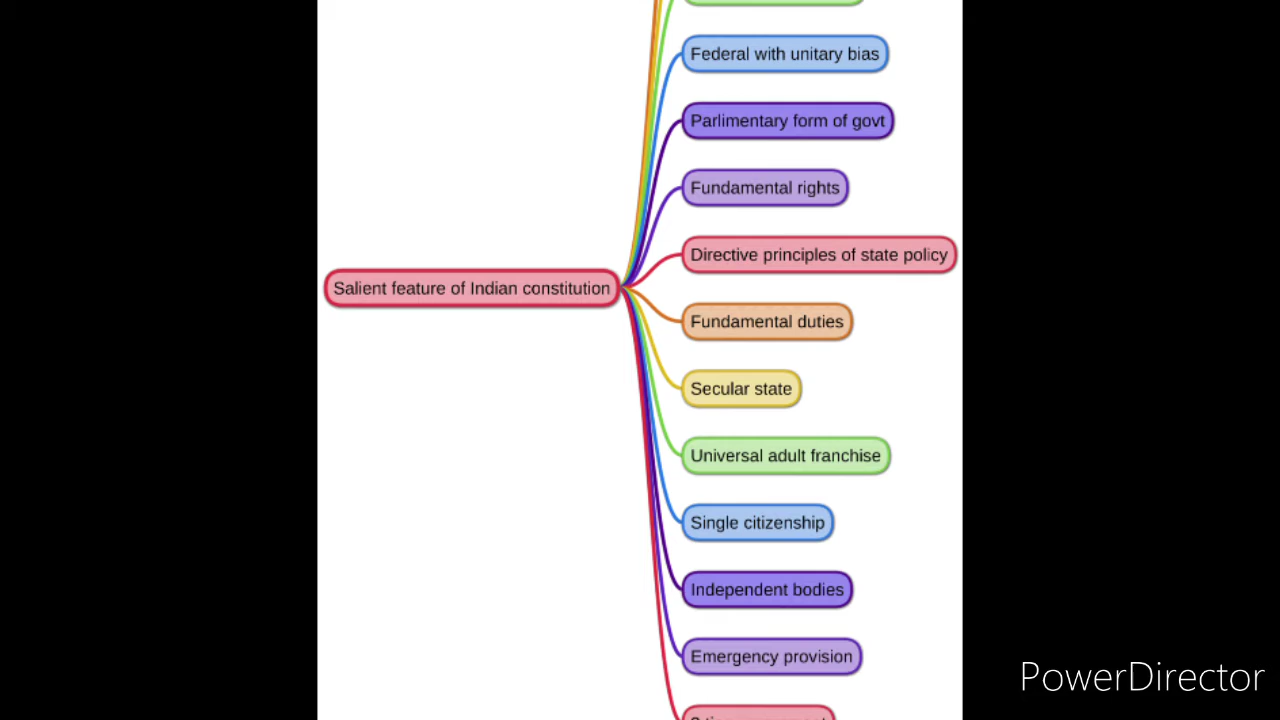 Federal with unitary bias
Parlimentary form of govt
Fundamental rights
Directive principles of state policy
Salient feature of Indian constitution
Fundamental duties
Secular state
Universal adult franchise
Single citizenship
Independent bodies
Emergency provision
PowerDirector